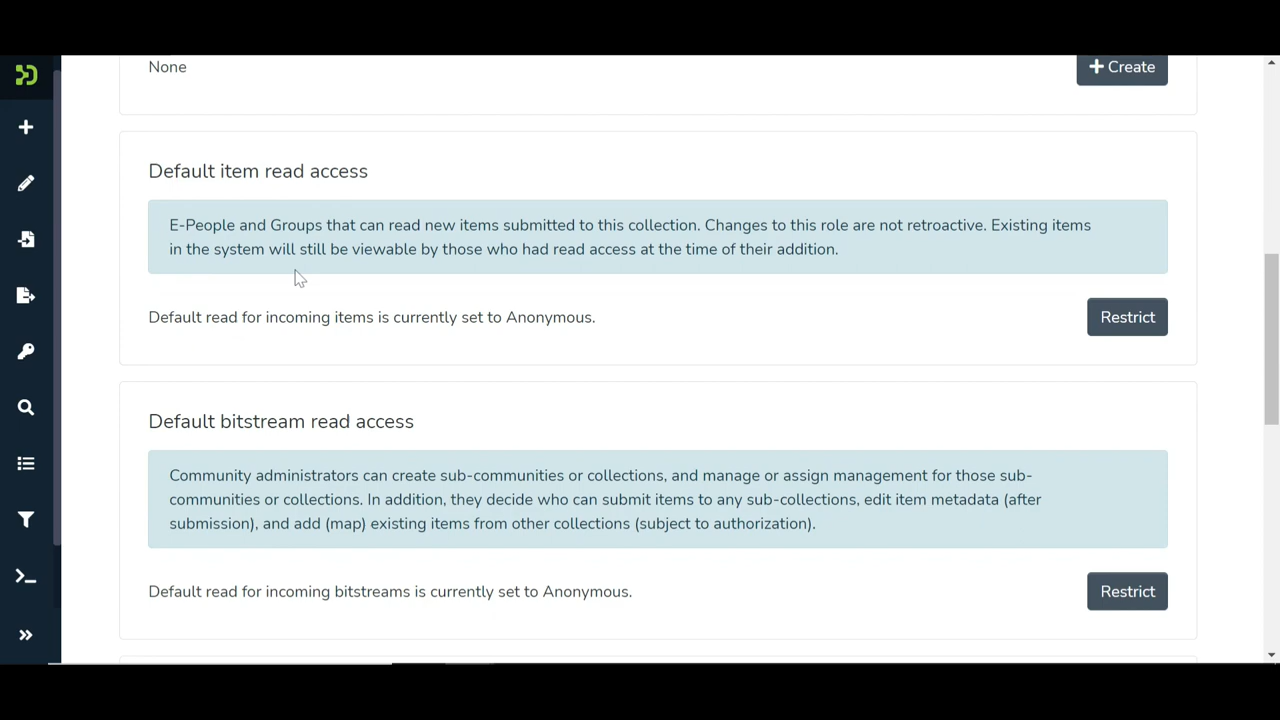 None
Create
Default item read access
E-People and Groups that can read new items submitted to this collection. Changes to this role are not retroactive. Existing items
in the system will still be viewable by those who had read access at the time of their addition.
Default read for incoming items is currently set to Anonymous.
Restrict
Default bitstream read access
Community administrators can create sub-communities or collections, and manage or assign management for those sub-
communities or collections. In addition, they decide who can submit items to any sub-collections, edit item metadata (after
submission), and add (map) existing items from other collections (subject to authorization).
Default read for incoming bitstreams is currently set to Anonymous.
Restrict